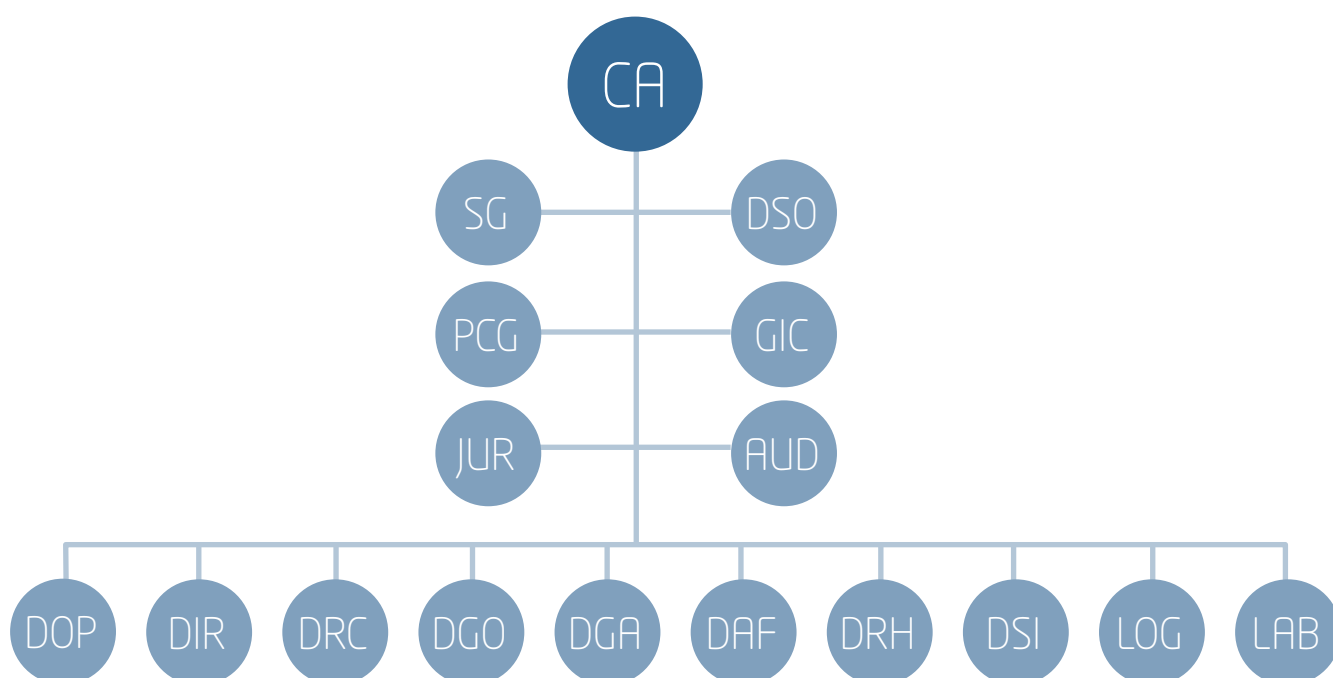 CA
SG
DSO
PCG
GIC
JUR
AUD
DOP
DIR
DRC
DGO
DGA
DAF
DRH
DSI
LOG
LAB